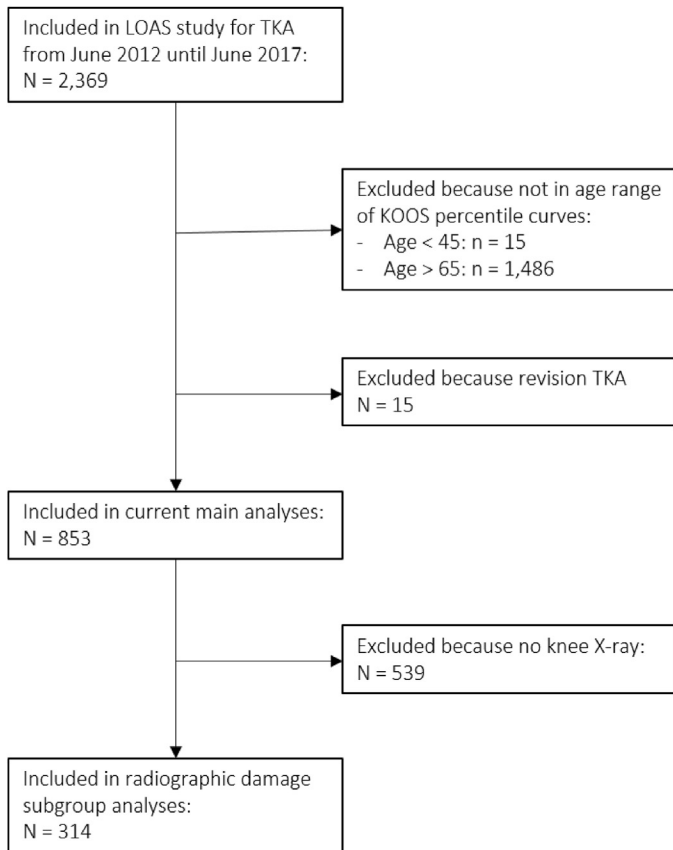 Included in LOAS study for TKA
from June 2012 until June 2017:
N = 2,369
Excluded because not in age range
of KOOS percentile curves:
- Age < 45: n = 15
- Age > 65: n = 1,486
Excluded because revision TKA
N = 15
Included in current main analyses:
N = 853
Excluded because no knee X-ray:
N = 539
Included in radiographic damage
subgroup analyses:
N = 314